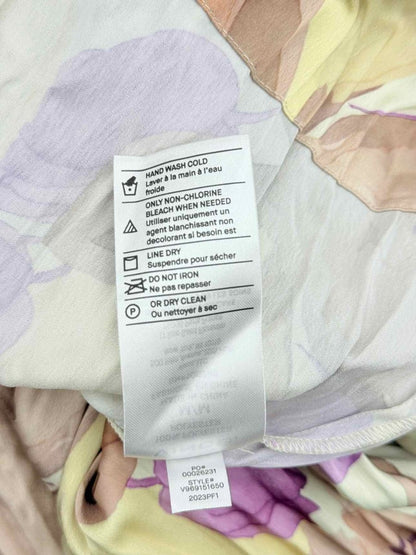 HAND WASH COLD
Laver à la main à l'eau
froide
ONLY NON-CHLORINE
BLEACH WHEN NEEDED
Utiliser uniquement un
agent blanchissant non
decolorant si besoin est
LINE DRY
Suspendre pour sécher
DO NOT IRON
Ne pas repasser
P
OR DRY CLEAN
Ou nettoyer à sec
PO#
00026231
STYLE#
V969151650
2023PF1